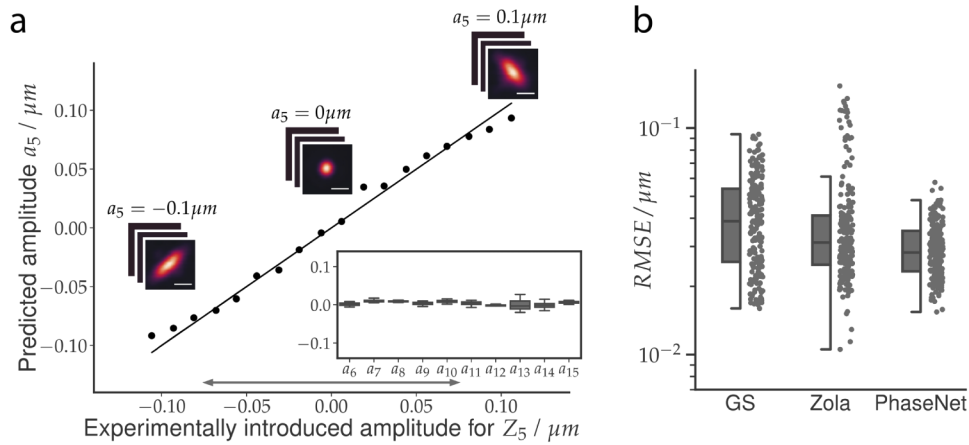 a
b
a5 = 0.1μm
a5 = 0μm
a5 = −0.1μm
Predicted amplitude a5 / μm
0.10
0.05
0.00
−0.05
−0.10
0.1
0.0
−0.1
a6 a7 a8 a9 a10 a11 a12 a13 a14 a15
−0.10 −0.05 0.00 0.05 0.10
Experimentally introduced amplitude for Z5 / μm
RMSE / μm
10−1
10−2
GS Zola PhaseNet